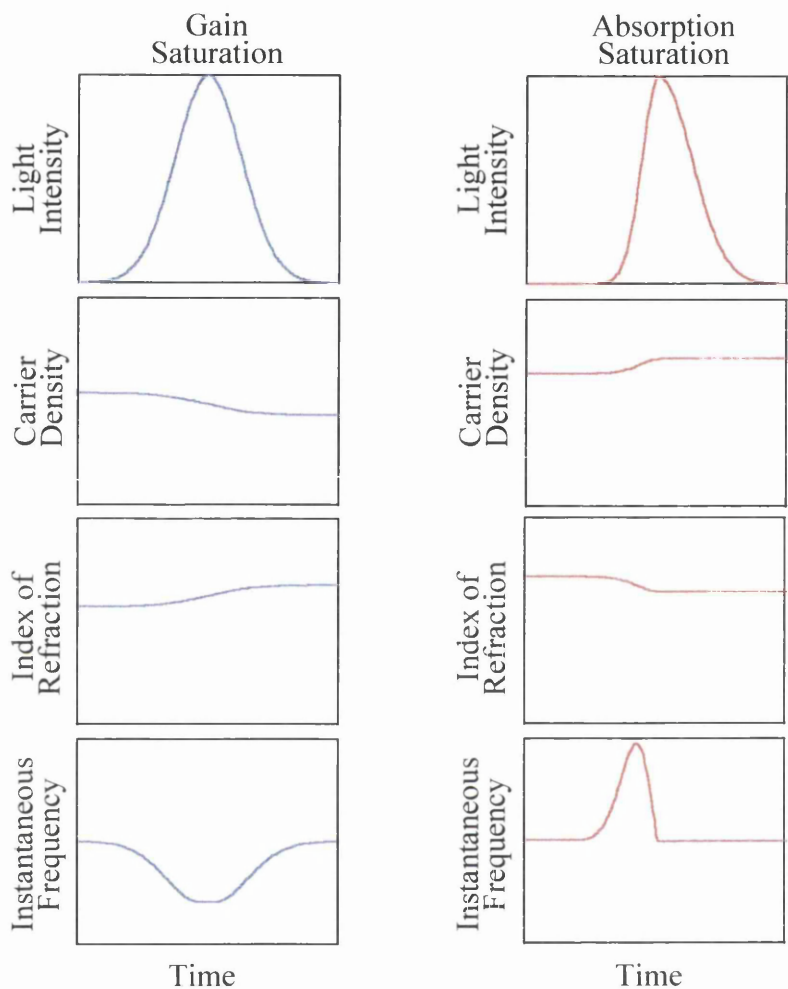 Gain
Saturation
Absorption
Saturation
Light
Intensity
Light
Intensity
Carrier
Density
Carrier
Density
Index of
Refraction
Index of
Refraction
Instantaneous
Frequency
Instantaneous
Frequency
Time
Time